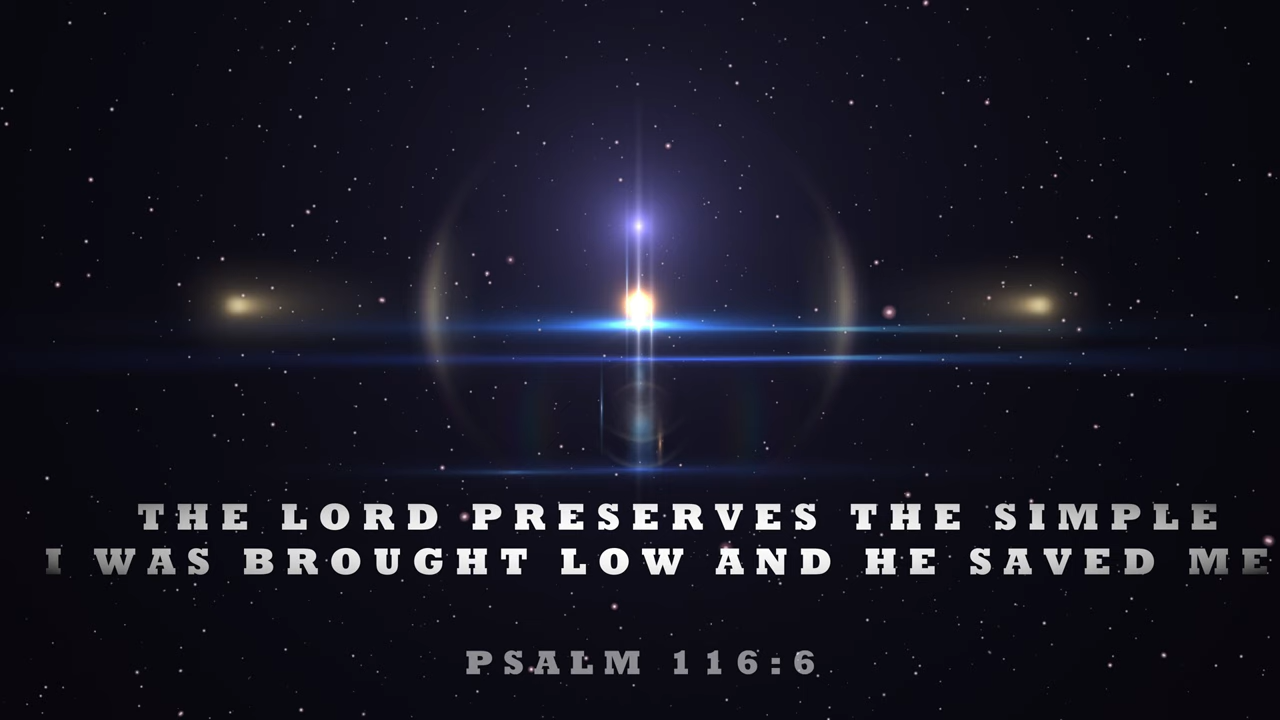 THE LORD PRESERVES THE SIMPLE
I WAS BROUGHT LOW AND HE SAVED ME
PSALM 116:6